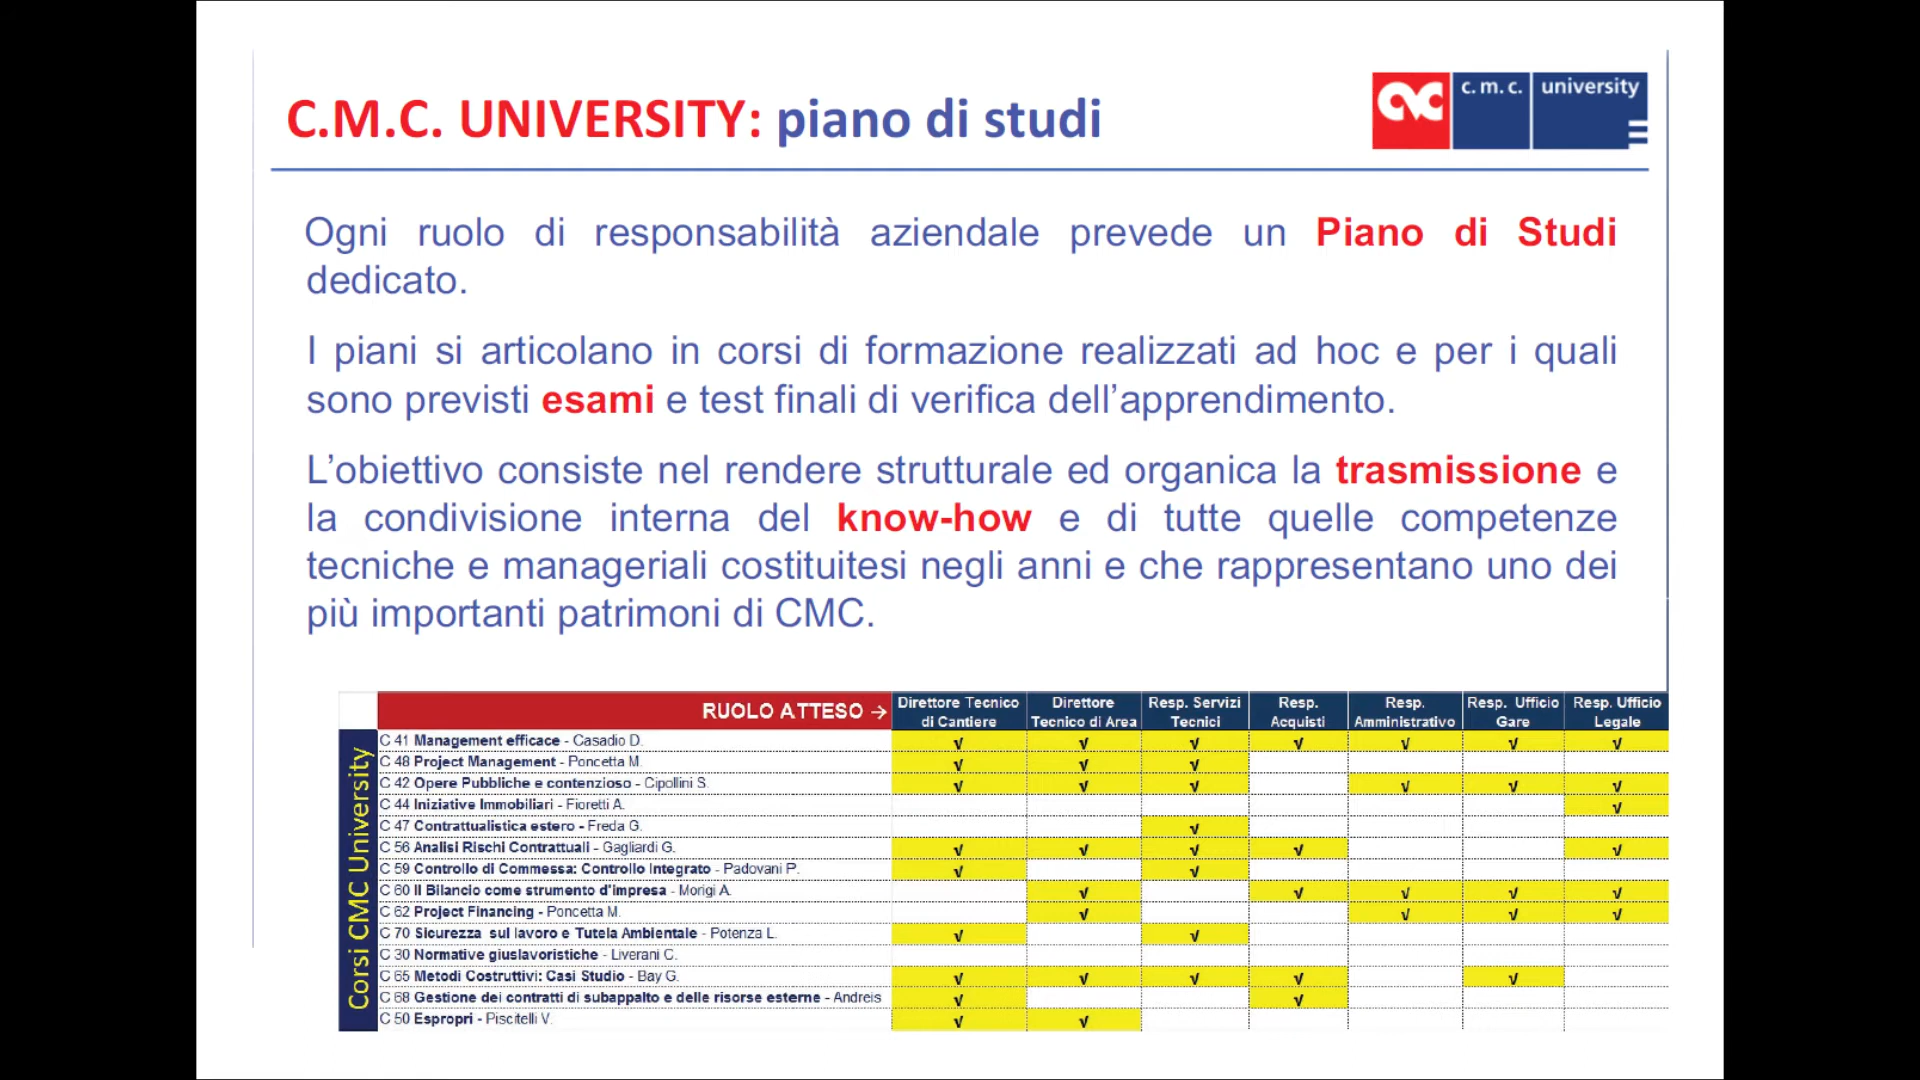 C.M.C. UNIVERSITY: piano di studi
c.m.c. university
Ogni ruolo di responsabilità aziendale prevede un Piano di Studi
dedicato.
I piani si articolano in corsi di formazione realizzati ad hoc e per i quali
sono previsti esami e test finali di verifica dell’apprendimento.
L’obiettivo consiste nel rendere strutturale ed organica la trasmissione e
la condivisione interna del know-how e di tutte quelle competenze
tecniche e manageriali costituitesi negli anni e che rappresentano uno dei
più importanti patrimoni di CMC.
RUOLO ATTESO → Direttore Tecnico di Cantiere Direttore Tecnico di Area Resp. Servizi Tecnici Resp. Acquisti Resp. Amministrativo Resp. Ufficio Gare Resp. Ufficio Legale
Corsi CMC University
C 41 Management efficace - Casadio D. √ √ √ √ √ √ √
C 48 Project Management - Poncetta M. √ √ √
C 42 Opere Pubbliche e contenzioso - Cipollini S. √ √ √ √ √ √
C 44 Iniziative Immobiliari - Fioretti A. √
C 47 Contrattualistica estero - Freda G. √
C 56 Analisi Rischi Contrattuali - Gagliardi G. √ √ √ √ √
C 59 Controllo di Commessa: Controllo Integrato - Padovani P. √ √
C 60 Il Bilancio come strumento d'impresa - Morigi A. √ √ √ √ √
C 62 Project Financing - Poncetta M. √ √ √ √
C 70 Sicurezza sul lavoro e Tutela Ambientale - Potenza L. √ √
C 30 Normative giuslavoristiche - Liverani C.
C 65 Metodi Costruttivi: Casi Studio - Bay G. √ √ √ √ √
C 68 Gestione dei contratti di subappalto e delle risorse esterne - Andreis √ √
C 50 Espropri - Piscitelli V. √ √